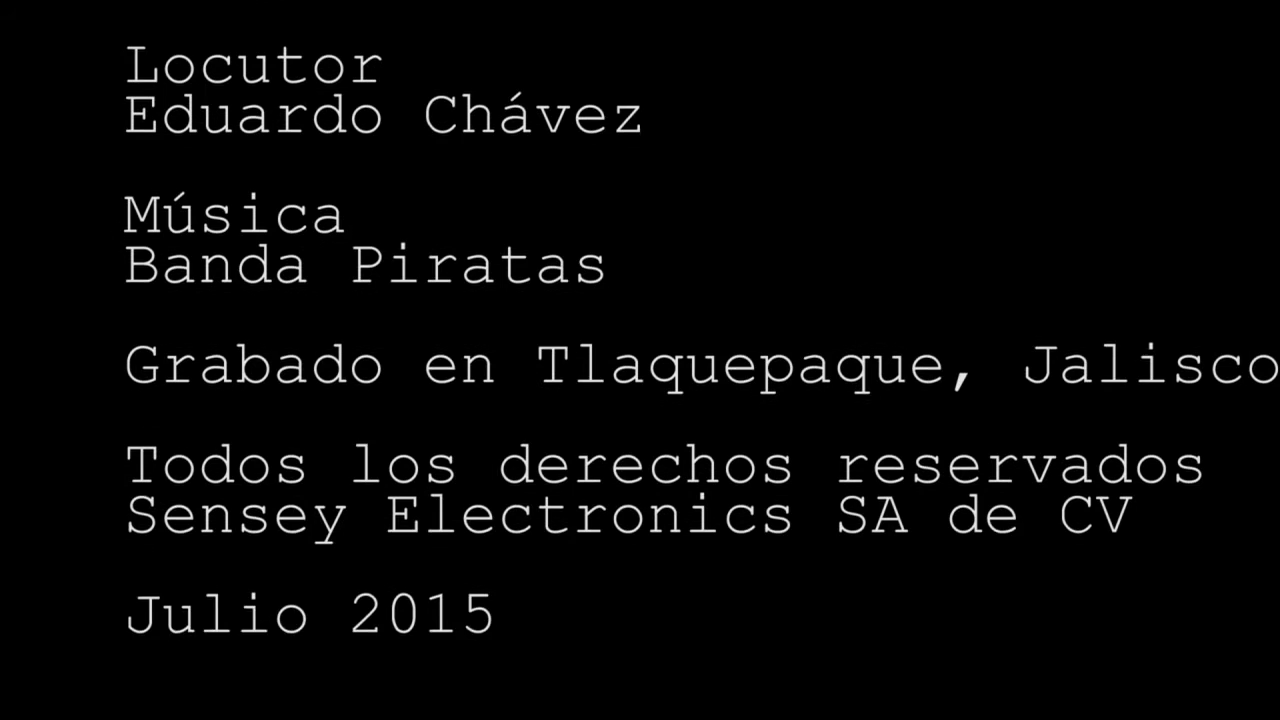 Locutor
Eduardo Chávez
Música
Banda Piratas
Grabado en Tlaquepaque, Jalisco
Todos los derechos reservados
Sensey Electronics SA de CV
Julio 2015